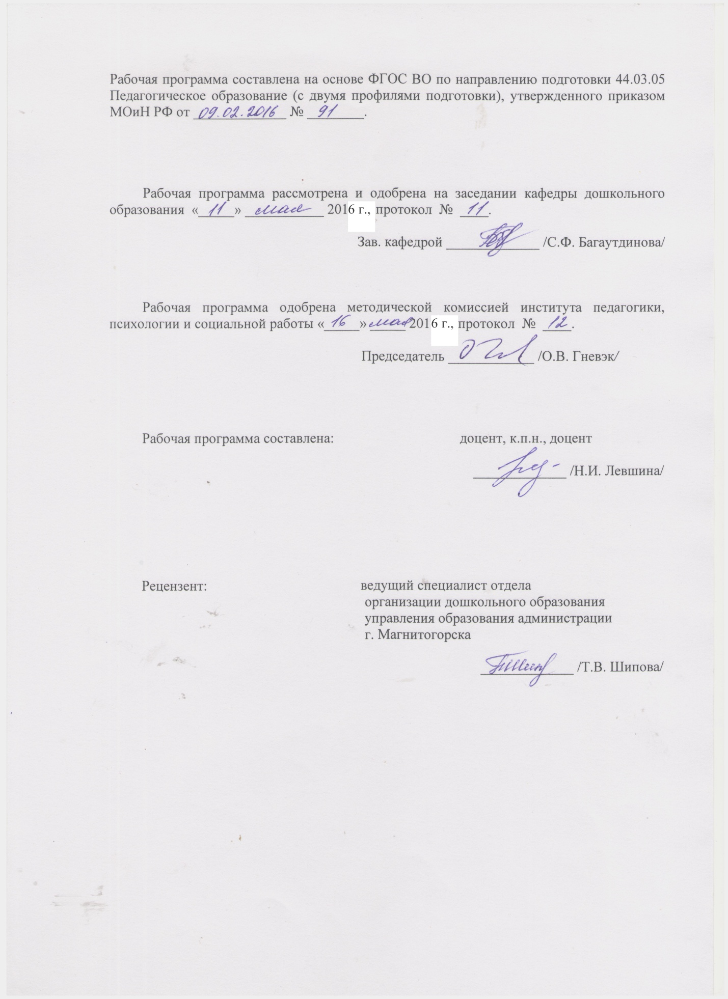 Рабочая программа составлена на основе ФГОС ВО по направлению подготовки 44.03.05
Педагогическое образование (с двумя профилями подготовки), утвержденного приказом
МОиН РФ от 09.02.2016 № 91.
Рабочая программа рассмотрена и одобрена на заседании кафедры дошкольного
образования «11» мая 2016 г., протокол № 11.
Зав. кафедрой /С.Ф. Багаутдинова/
Рабочая программа одобрена методической комиссией института педагогики,
психологии и социальной работы «16» мая 2016 г., протокол № 12.
Председатель /О.В. Гневэк/
Рабочая программа составлена: доцент, к.п.н., доцент
/Н.И. Левшина/
Рецензент: ведущий специалист отдела
организации дошкольного образования
управления образования администрации
г. Магнитогорска
/Т.В. Шипова/